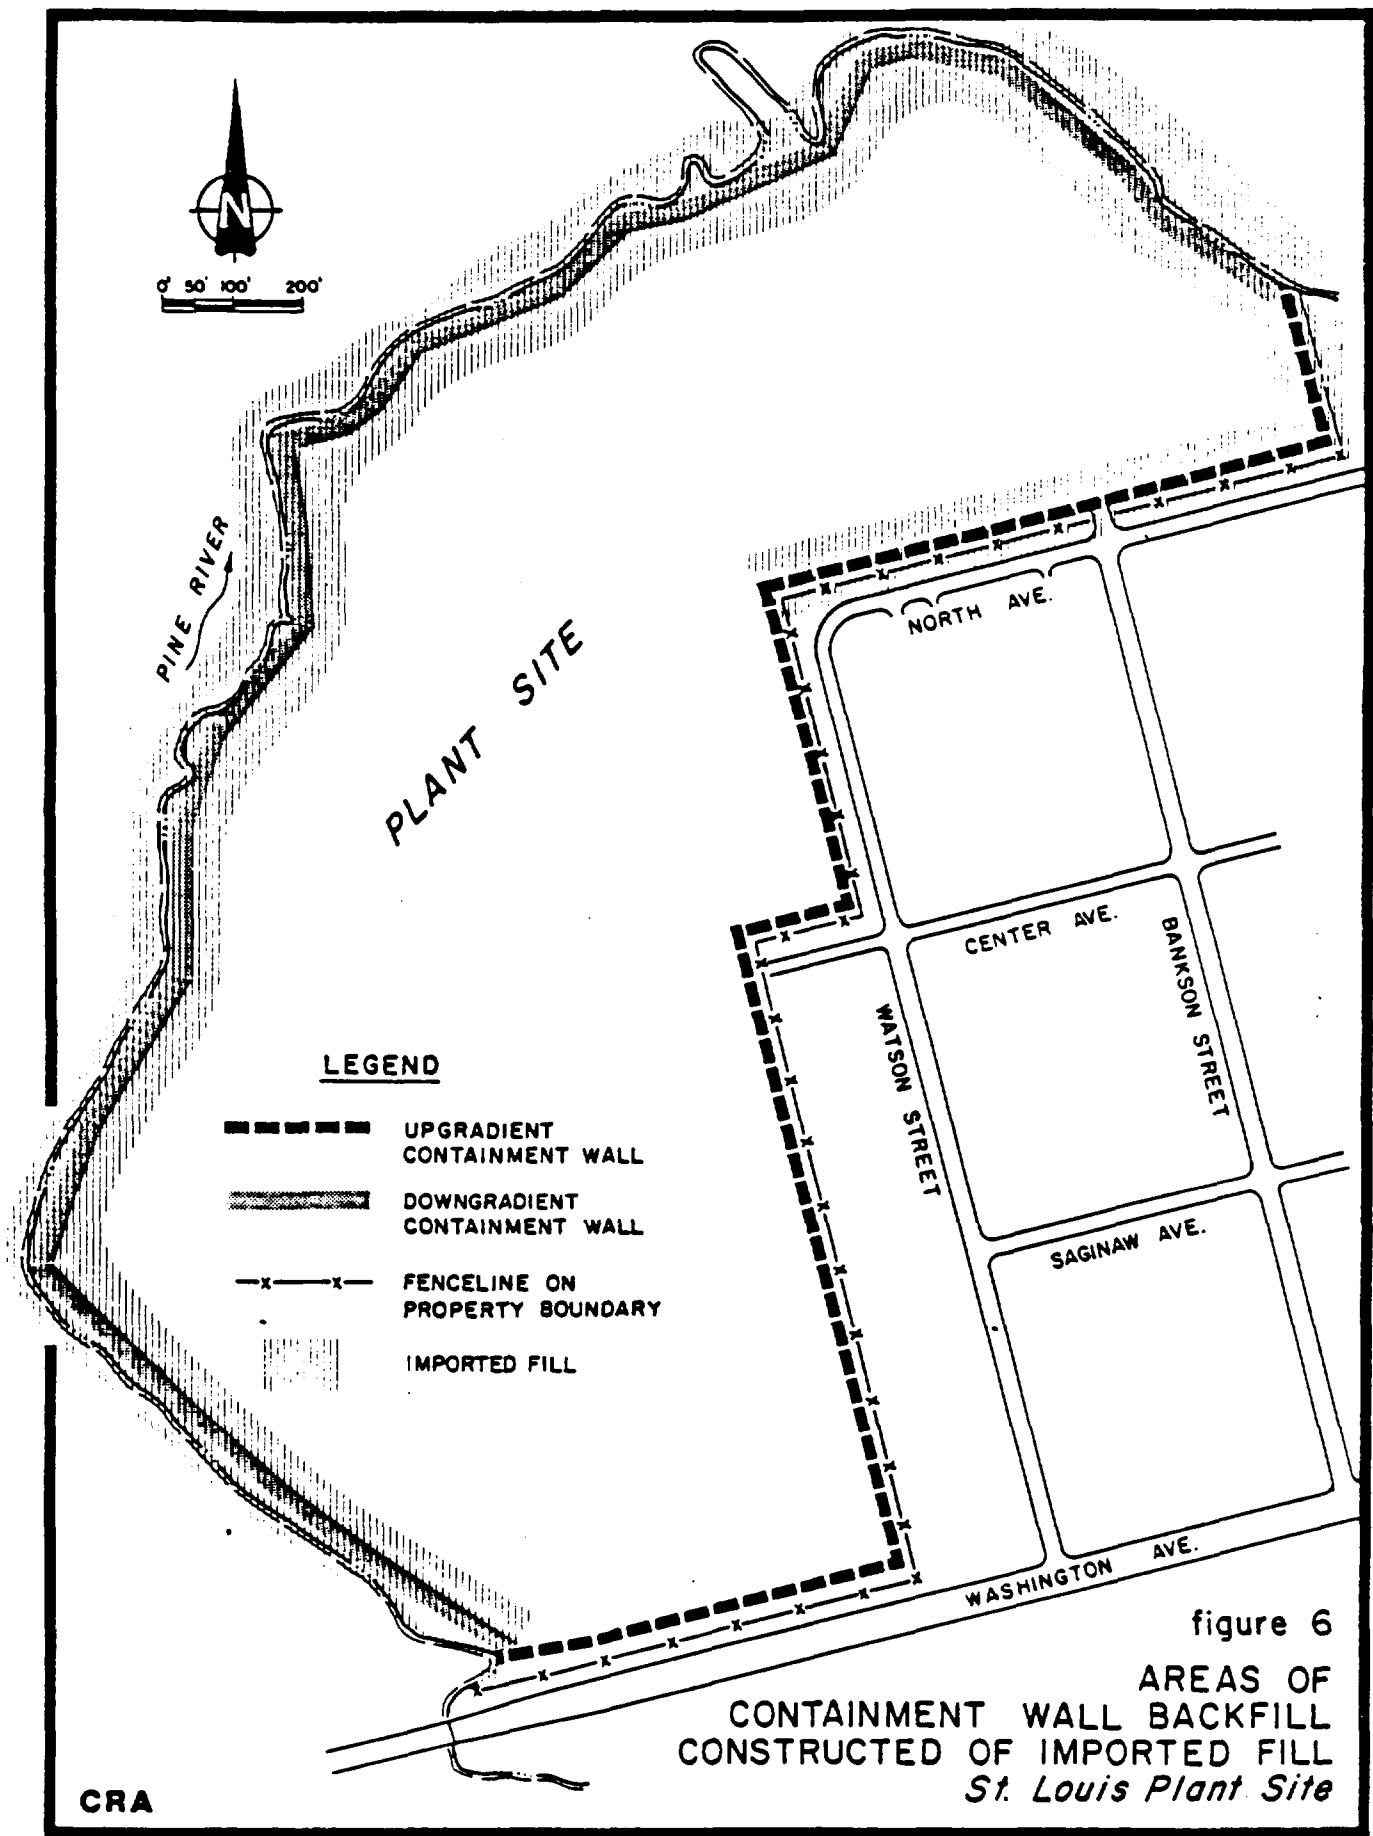 N
0' 50' 100' 200'
PINE RIVER
PLANT SITE
NORTH AVE.
CENTER AVE.
BANKSON STREET
WATSON STREET
SAGINAW AVE.
WASHINGTON AVE.
LEGEND
UPGRADIENT
CONTAINMENT WALL
DOWNGRADIENT
CONTAINMENT WALL
FENCELINE ON
PROPERTY BOUNDARY
IMPORTED FILL
figure 6
AREAS OF
CONTAINMENT WALL BACKFILL
CONSTRUCTED OF IMPORTED FILL
St. Louis Plant Site
CRA